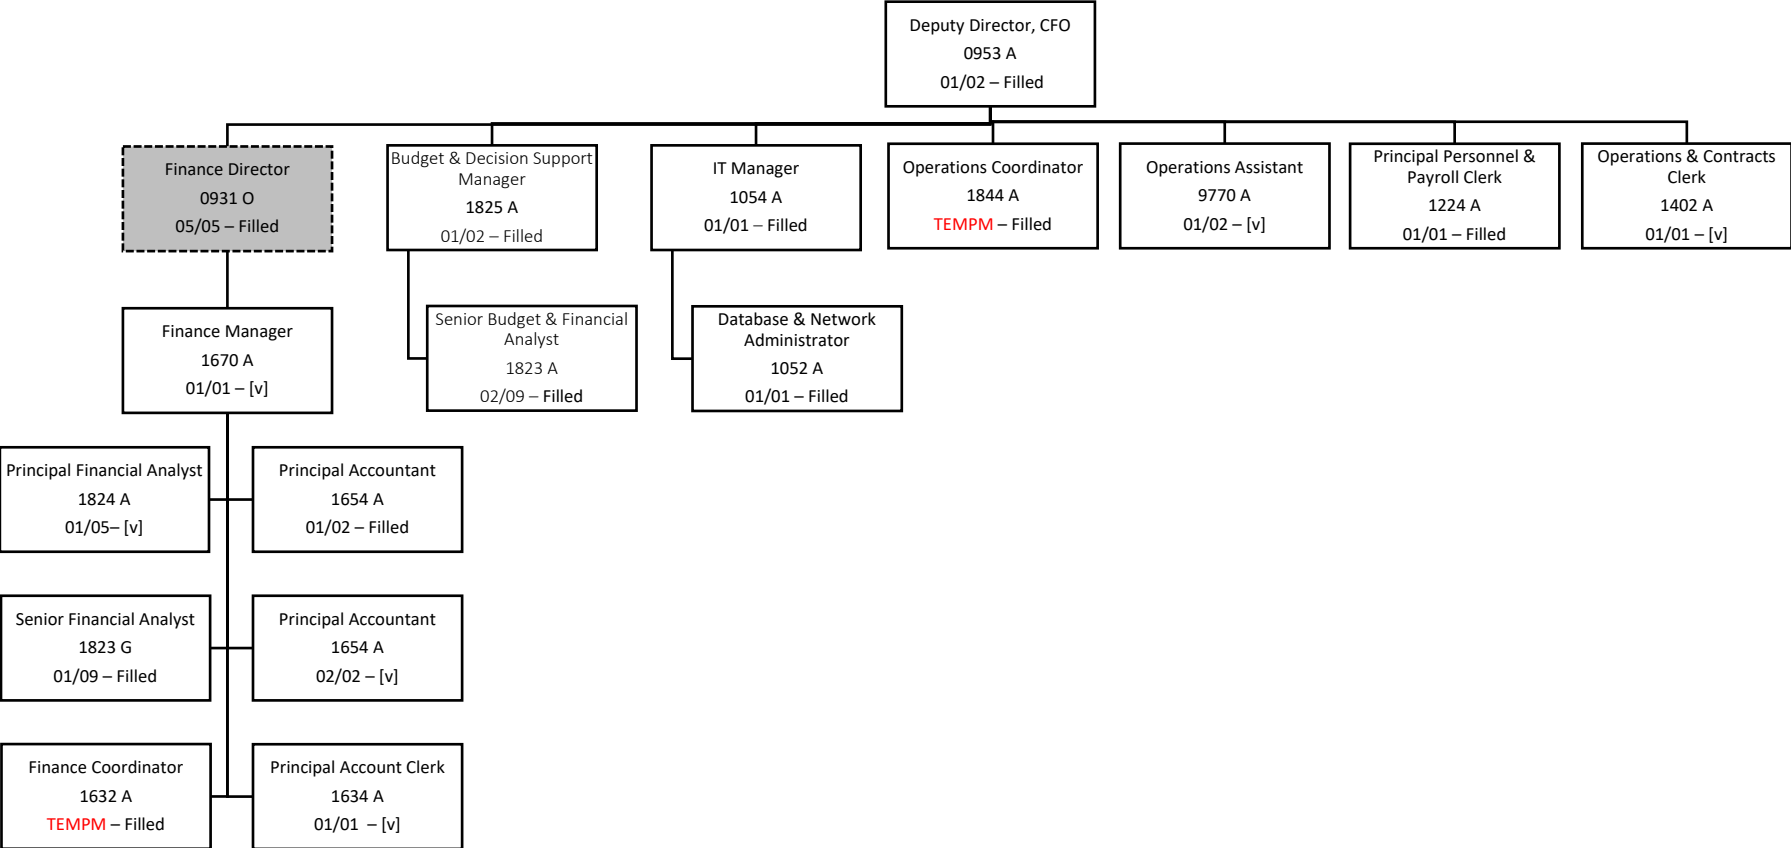 Deputy Director, CFO
0953 A
01/02 – Filled
Finance Director
0931 O
05/05 – Filled
Budget & Decision Support
Manager
1825 A
01/02 – Filled
IT Manager
1054 A
01/01 – Filled
Operations Coordinator
1844 A
TEMPM – Filled
Operations Assistant
9770 A
01/02 – [v]
Principal Personnel &
Payroll Clerk
1224 A
01/01 – Filled
Operations & Contracts
Clerk
1402 A
01/01 – [v]
Finance Manager
1670 A
01/01 – [v]
Senior Budget & Financial
Analyst
1823 A
02/09 – Filled
Database & Network
Administrator
1052 A
01/01 – Filled
Principal Financial Analyst
1824 A
01/05– [v]
Principal Accountant
1654 A
01/02 – Filled
Senior Financial Analyst
1823 G
01/09 – Filled
Principal Accountant
1654 A
02/02 – [v]
Finance Coordinator
1632 A
TEMPM – Filled
Principal Account Clerk
1634 A
01/01  – [v]